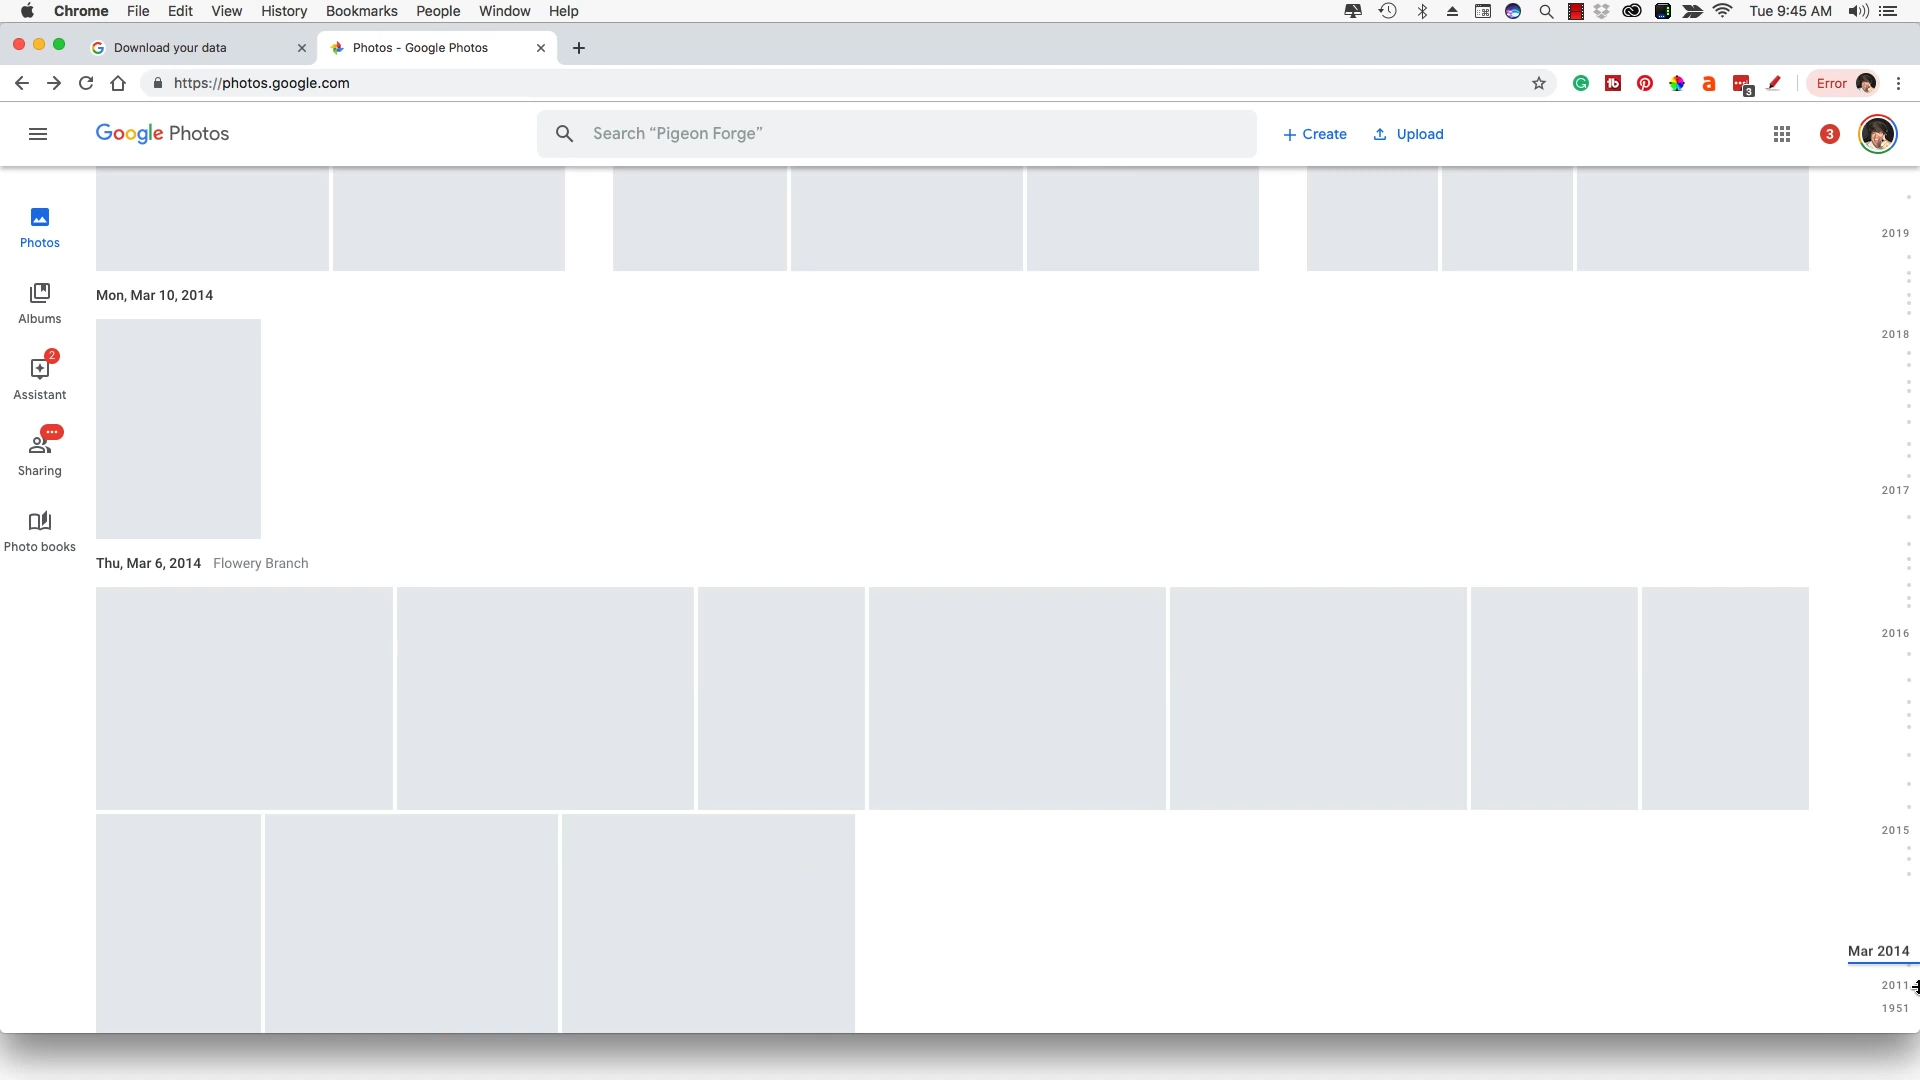 Chrome File Edit View History Bookmarks People Window Help Tue 9:45 AM
Download your data Photos - Google Photos
https://photos.google.com Error
3
Google Photos Search “Pigeon Forge” Create Upload 3
Photos
Albums
2
Assistant
Sharing
Photo books
Mon, Mar 10, 2014
Thu, Mar 6, 2014 Flowery Branch
2019
2018
2017
2016
2015
Mar 2014
2011
1951